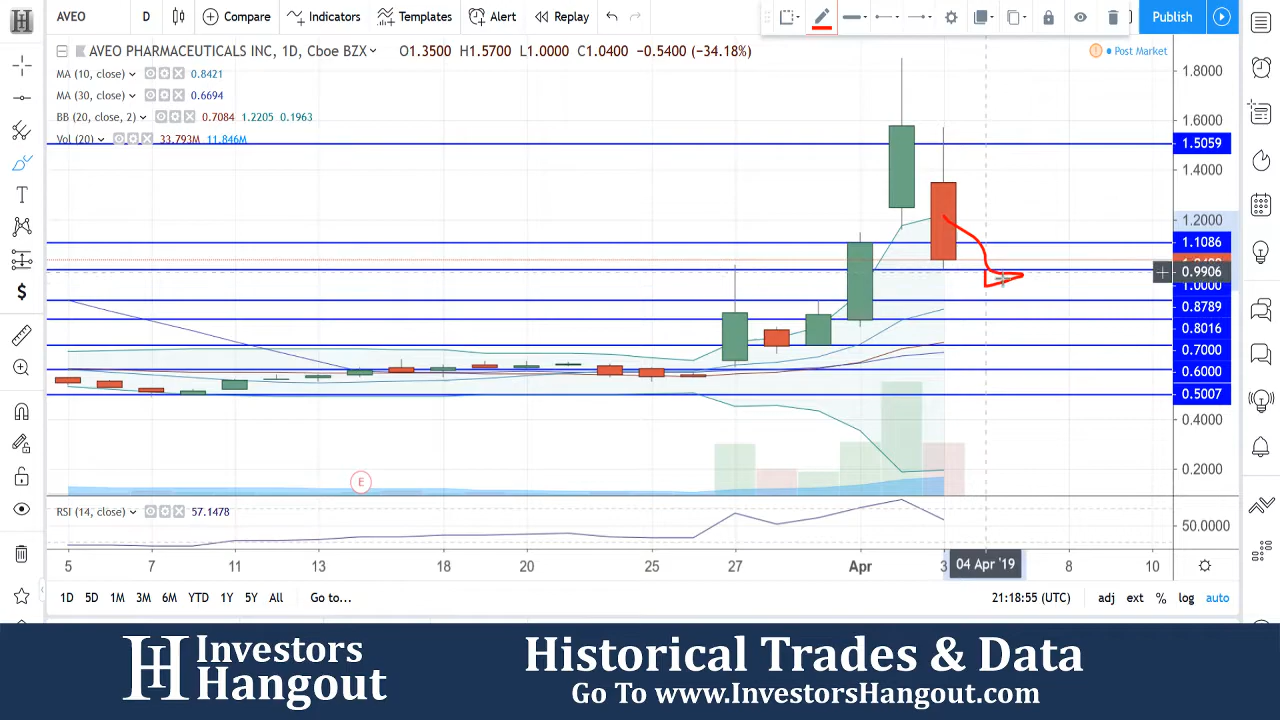 AVEO D Compare Indicators Templates Alert Replay Publish
AVEO PHARMACEUTICALS INC, 1D, Cboe BZX O1.3500 H1.5700 L1.0000 C1.0400 −0.5400 (−34.18%)
Post Market
MA (10, close) 0.8421
MA (30, close) 0.6694
BB (20, close, 2) 0.7084 1.2205 0.1963
Vol (20) 33.793M 11.846M
1.8000
1.6000
1.5059
1.4000
1.2000
1.1086
0.9906
1.0000
0.8789
0.8016
0.7000
0.6000
0.5007
0.4000
0.2000
E
RSI (14, close) 57.1478
50.0000
5 7 11 13 18 20 25 27 Apr 3 04 Apr '19 8 10
1D 5D 1M 3M 6M YTD 1Y 5Y All Go to... 21:18:55 (UTC) adj ext % log auto
Investors
Hangout
Historical Trades & Data
Go To www.InvestorsHangout.com